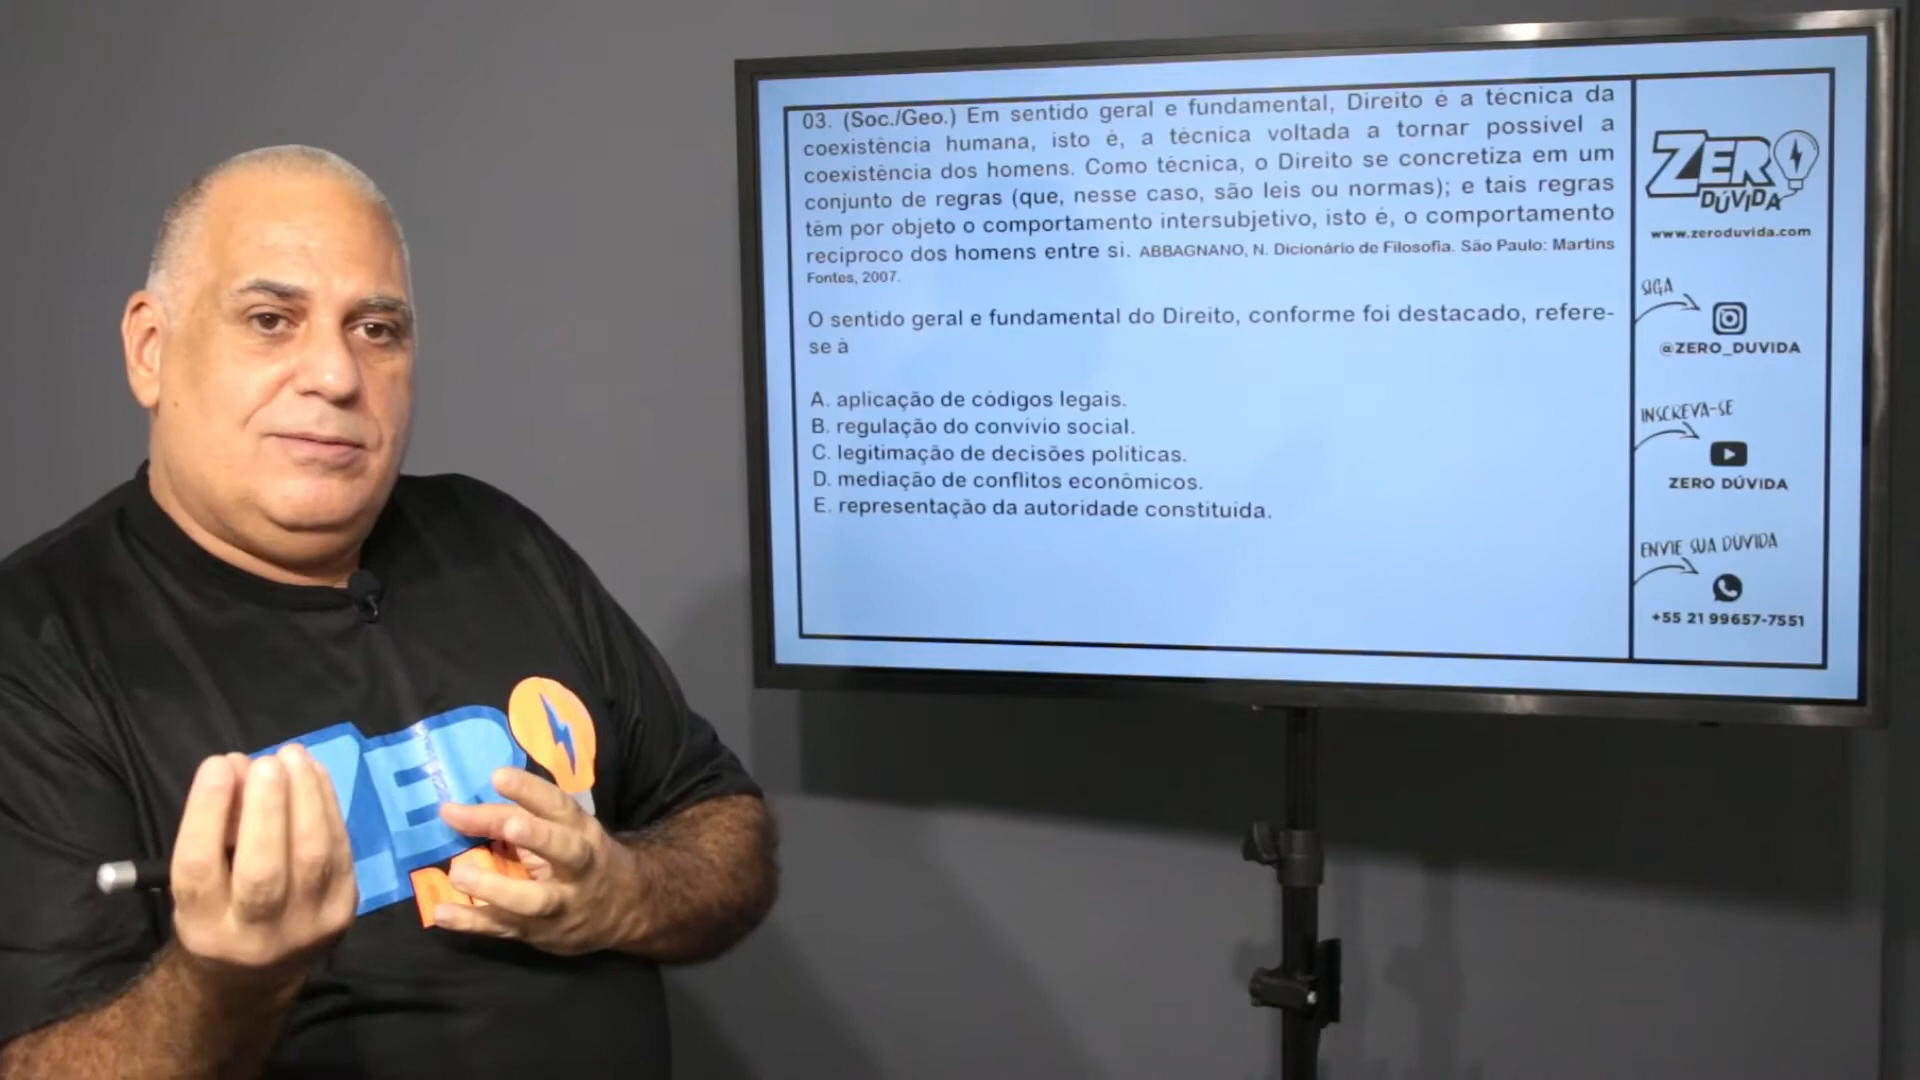 03. (Soc./Geo.) Em sentido geral e fundamental, Direito é a técnica da
coexistência humana, isto é, a técnica voltada a tornar possível a
coexistência dos homens. Como técnica, o Direito se concretiza em um
conjunto de regras (que, nesse caso, são leis ou normas); e tais regras
têm por objeto o comportamento intersubjetivo, isto é, o comportamento
recíproco dos homens entre si. ABBAGNANO, N. Dicionário de Filosofia. São Paulo: Martins
Fontes, 2007.
O sentido geral e fundamental do Direito, conforme foi destacado, refere-
se à
A. aplicação de códigos legais.
B. regulação do convívio social.
C. legitimação de decisões políticas.
D. mediação de conflitos econômicos.
E. representação da autoridade constituída.
ZERO
DÚVIDA
www.zeroduvida.com
SIGA
@ZERO_DUVIDA
INSCREVA-SE
ZERO DÚVIDA
ENVIE SUA DÚVIDA
+55 21 99657-7551
ZER